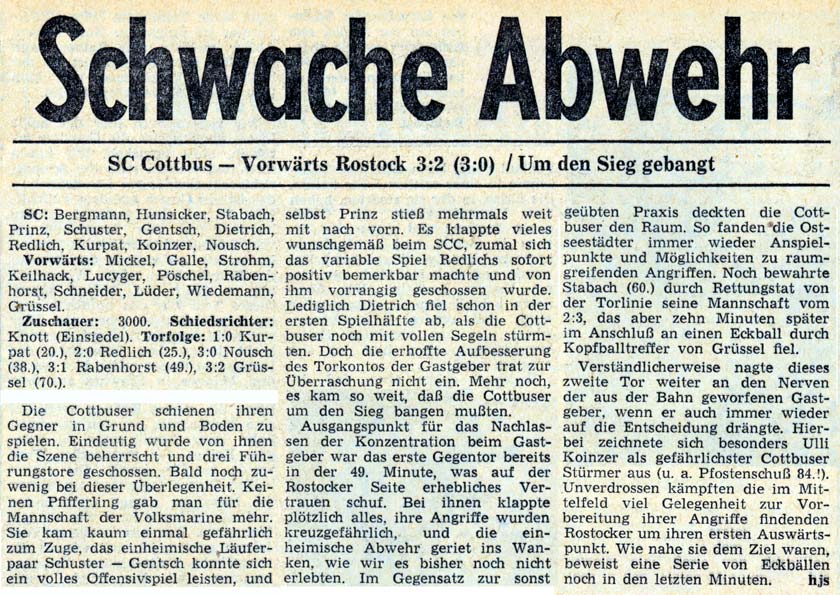 Schwache Abwehr
SC Cottbus — Vorwärts Rostock 3:2 (3:0) / Um den Sieg gebangt
SC: Bergmann, Hunsicker, Stabach,
Prinz, Schuster, Gentsch, Dietrich,
Redlich, Kurpat, Koinzer, Nousch.
Vorwärts: Mickel, Galle, Strohm,
Keilhack, Lucyger, Pöschel, Raben-
horst, Schneider, Lüder, Wiedemann,
Grüssel.
Zuschauer: 3000. Schiedsrichter:
Knott (Einsiedel). Torfolge: 1:0 Kur-
pat (20.), 2:0 Redlich (25.), 3:0 Nousch
(38.), 3:1 Rabenhorst (49.), 3:2 Grüs-
sel (70.).
Die Cottbuser schienen ihren
Gegner in Grund und Boden zu
spielen. Eindeutig wurde von ihnen
die Szene beherrscht und drei Füh-
rungstore geschossen. Bald noch zu-
wenig bei dieser Überlegenheit. Kei-
nen Pfifferling gab man für die
Mannschaft der Volksmarine mehr.
Sie kam kaum einmal gefährlich
zum Zuge, das einheimische Läufer-
paar Schuster — Gentsch konnte sich
ein volles Offensivspiel leisten, und
selbst Prinz stieß mehrmals weit
mit nach vorn. Es klappte vieles
wunschgemäß beim SCC, zumal sich
das variable Spiel Redlichs sofort
positiv bemerkbar machte und von
ihm vorrangig geschossen wurde.
Lediglich Dietrich fiel schon in der
ersten Spielhälfte ab, als die Cott-
buser noch mit vollen Segeln stürm-
ten. Doch die erhoffte Aufbesserung
des Torkontos der Gastgeber trat zur
Überraschung nicht ein. Mehr noch,
es kam so weit, daß die Cottbuser
um den Sieg bangen mußten.
Ausgangspunkt für das Nachlas-
sen der Konzentration beim Gast-
geber war das erste Gegentor bereits
in der 49. Minute, was auf der
Rostocker Seite erhebliches Ver-
trauen schuf. Bei ihnen klappte
plötzlich alles, ihre Angriffe wurden
kreuzgefährlich, und die ein-
heimische Abwehr geriet ins Wan-
ken, wie wir es bisher noch nicht
erlebten. Im Gegensatz zur sonst
geübten Praxis deckten die Cott-
buser den Raum. So fanden die Ost-
seestädter immer wieder Anspiel-
punkte und Möglichkeiten zu raum-
greifenden Angriffen. Noch bewahrte
Stabach (60.) durch Rettungstat von
der Torlinie seine Mannschaft vom
2:3, das aber zehn Minuten später
im Anschluß an einen Eckball durch
Kopfballtreffer von Grüssel fiel.
Verständlicherweise nagte dieses
zweite Tor weiter an den Nerven
der aus der Bahn geworfenen Gast-
geber, wenn er auch immer wieder
auf die Entscheidung drängte. Hier-
bei zeichnete sich besonders Ulli
Koinzer als gefährlichster Cottbuser
Stürmer aus (u. a. Pfostenschuß 84.!).
Unverdrossen kämpften die im Mit-
telfeld viel Gelegenheit zur Vor-
bereitung ihrer Angriffe findenden
Rostocker um ihren ersten Auswärts-
punkt. Wie nahe sie dem Ziel waren,
beweist eine Serie von Eckbällen
noch in den letzten Minuten. hjs